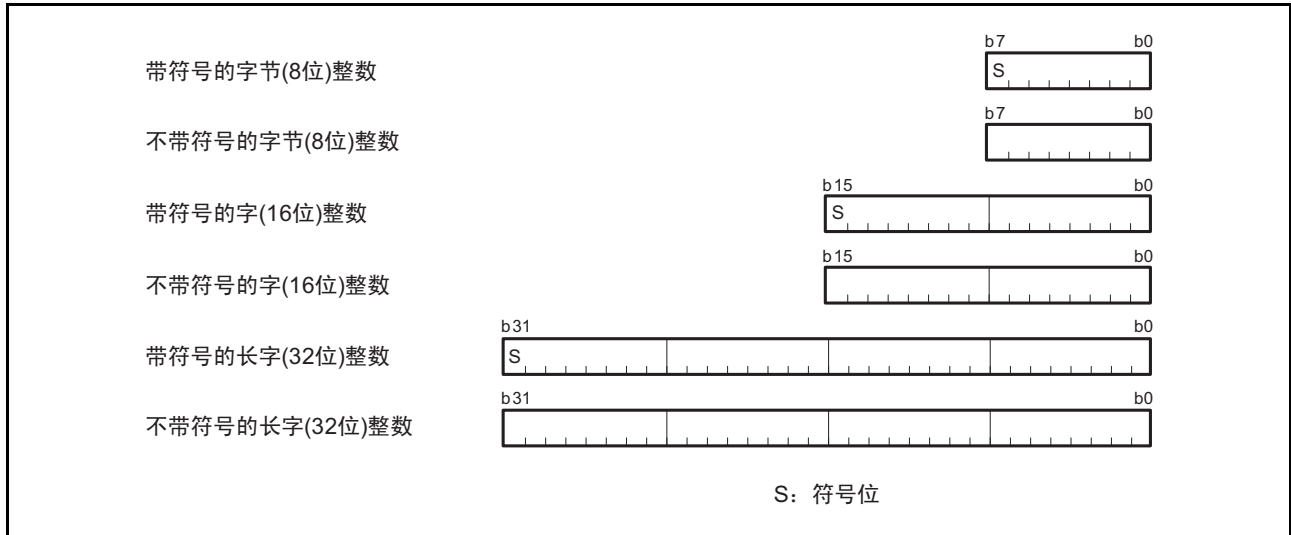 b7 b0
带符号的字节(8位)整数 S
b7 b0
不带符号的字节(8位)整数
b15 b0
带符号的字(16位)整数 S
b15 b0
不带符号的字(16位)整数
b31 b0
带符号的长字(32位)整数 S
b31 b0
不带符号的长字(32位)整数
S：符号位